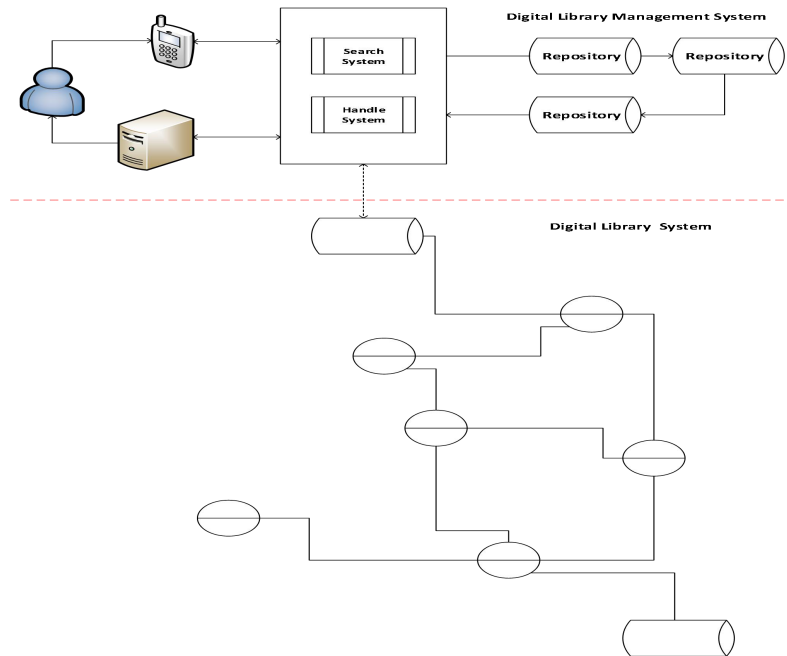 Digital Library Management System
Search
System
Repository
Repository
Handle
System
Repository
Digital Library System